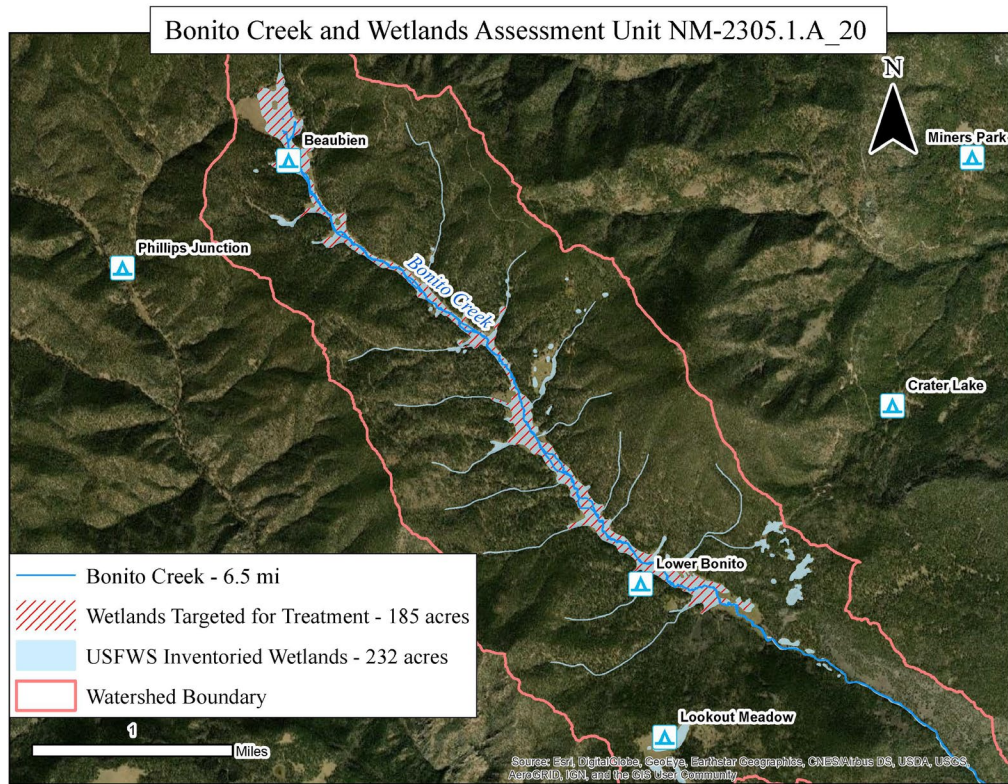 Bonito Creek and Wetlands Assessment Unit NM-2305.1.A_20
N
Beaubien
Miners Park
Phillips Junction
Bonito Creek
Crater Lake
Lower Bonito
Bonito Creek - 6.5 mi
Wetlands Targeted for Treatment - 185 acres
USFWS Inventoried Wetlands - 232 acres
Watershed Boundary
Lookout Meadow
1
Miles
Source: Esri, DigitalGlobe, GeoEye, Earthstar Geographics, CNES/Airbus DS, USDA, USGS,
AeroGRID, IGN, and the GIS User Community